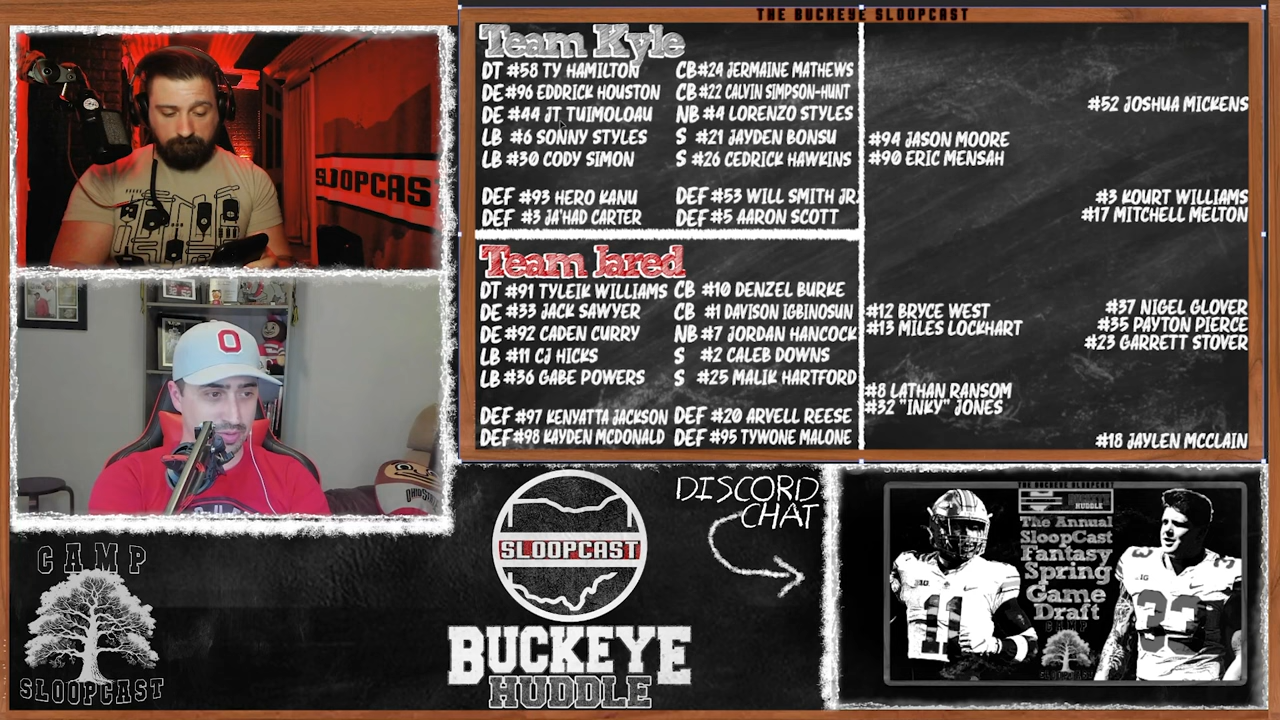 THE BUCKEYE SLOOPCAST
Team Kyle
DT #58 TY HAMILTON
DE #96 EDDRICK HOUSTON
DE #44 JT TUIMOLOAU
LB #6 SONNY STYLES
LB #30 CODY SIMON
DEF #93 HERO KANU
DEF #3 JA'HAD CARTER
CB #24 JERMAINE MATHEWS
CB #22 CALVIN SIMPSON-HUNT
NB #4 LORENZO STYLES
S #21 JAYDEN BONSU
S #26 CEDRICK HAWKINS
DEF #53 WILL SMITH JR.
DEF #5 AARON SCOTT
Team Jared
DT #91 TYLEIK WILLIAMS
DE #33 JACK SAWYER
DE #92 CADEN CURRY
LB #11 CJ HICKS
LB #36 GABE POWERS
DEF #97 KENYATTA JACKSON
DEF #98 KAYDEN MCDONALD
CB #10 DENZEL BURKE
CB #1 DAVISON IGBINOSUN
NB #7 JORDAN HANCOCK
S #2 CALEB DOWNS
S #25 MALIK HARTFORD
DEF #20 ARVELL REESE
DEF #95 TYWONE MALONE
#52 JOSHUA MICKENS
#94 JASON MOORE
#90 ERIC MENSAH
#3 KOURT WILLIAMS
#17 MITCHELL MELTON
#12 BRYCE WEST
#13 MILES LOCKHART
#37 NIGEL GLOVER
#35 PAYTON PIERCE
#23 GARRETT STOVER
#8 LATHAN RANSOM
#32 "INKY" JONES
#18 JAYLEN MCCLAIN
SLOOPCAS
O
CAMP
SLOOPCAST
SLOOPCAST
BUCKEYE
HUDDLE
DISCORD
CHAT
The Annual
SloopCast
Fantasy
Spring
Game
Draft
CAMP
11
33